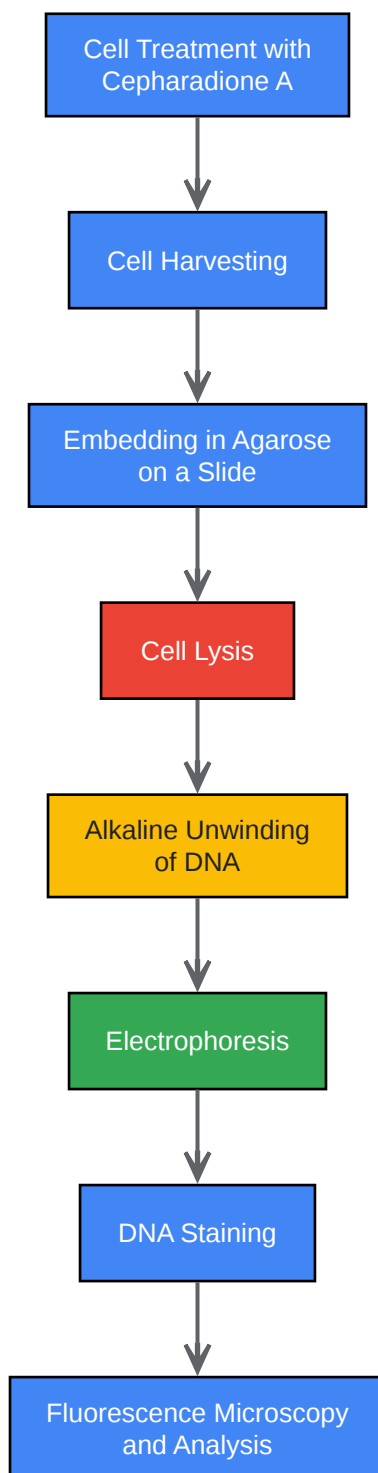 Cell Treatment with
Cepharadione A
Cell Harvesting
Embedding in Agarose
on a Slide
Cell Lysis
Alkaline Unwinding
of DNA
Electrophoresis
DNA Staining
Fluorescence Microscopy
and Analysis